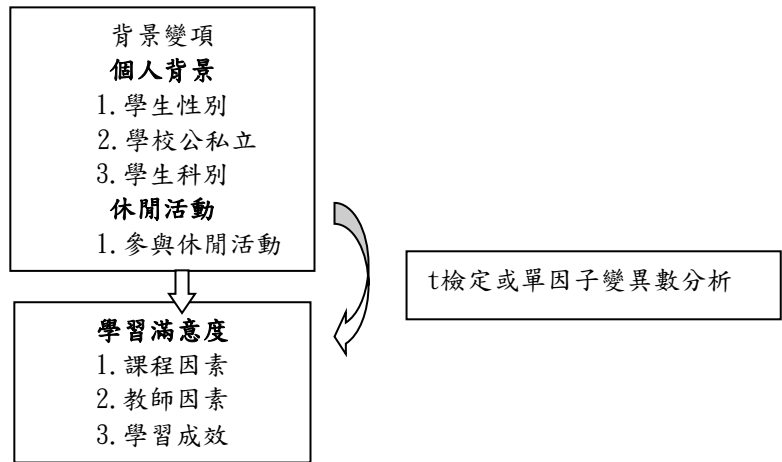 背景變項
個人背景
1.學生性別
2.學校公私立
3.學生科別
休閒活動
1.參與休閒活動
t檢定或單因子變異數分析
學習滿意度
1.課程因素
2.教師因素
3.學習成效